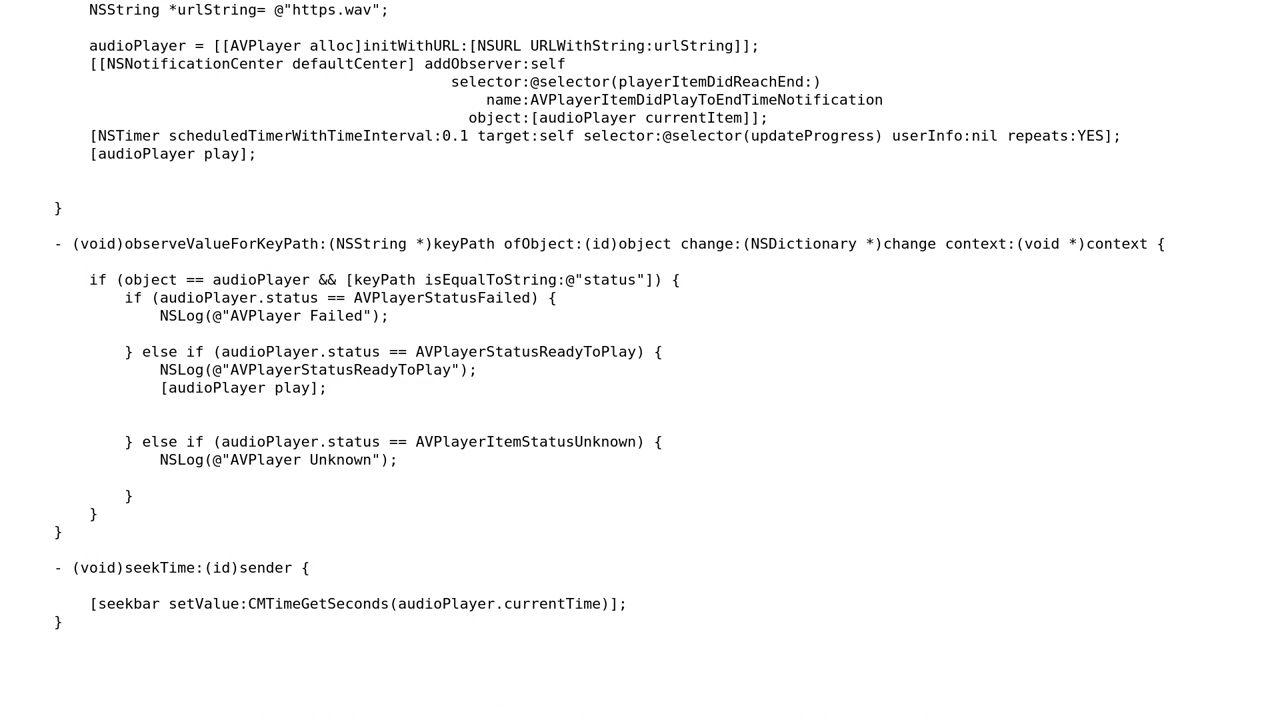 NSString *urlString= @"https.wav";
audioPlayer = [[AVPlayer alloc]initWithURL:[NSURL URLWithString:urlString]];
[[NSNotificationCenter defaultCenter] addObserver:self
selector:@selector(playerItemDidReachEnd:)
name:AVPlayerItemDidPlayToEndTimeNotification
object:[audioPlayer currentItem]];
[NSTimer scheduledTimerWithTimeInterval:0.1 target:self selector:@selector(updateProgress) userInfo:nil repeats:YES];
[audioPlayer play];
}
- (void)observeValueForKeyPath:(NSString *)keyPath ofObject:(id)object change:(NSDictionary *)change context:(void *)context {
if (object == audioPlayer && [keyPath isEqualToString:@"status"]) {
if (audioPlayer.status == AVPlayerStatusFailed) {
NSLog(@"AVPlayer Failed");
} else if (audioPlayer.status == AVPlayerStatusReadyToPlay) {
NSLog(@"AVPlayerStatusReadyToPlay");
[audioPlayer play];
} else if (audioPlayer.status == AVPlayerItemStatusUnknown) {
NSLog(@"AVPlayer Unknown");
}
}
}
- (void)seekTime:(id)sender {
[seekbar setValue:CMTimeGetSeconds(audioPlayer.currentTime)];
}